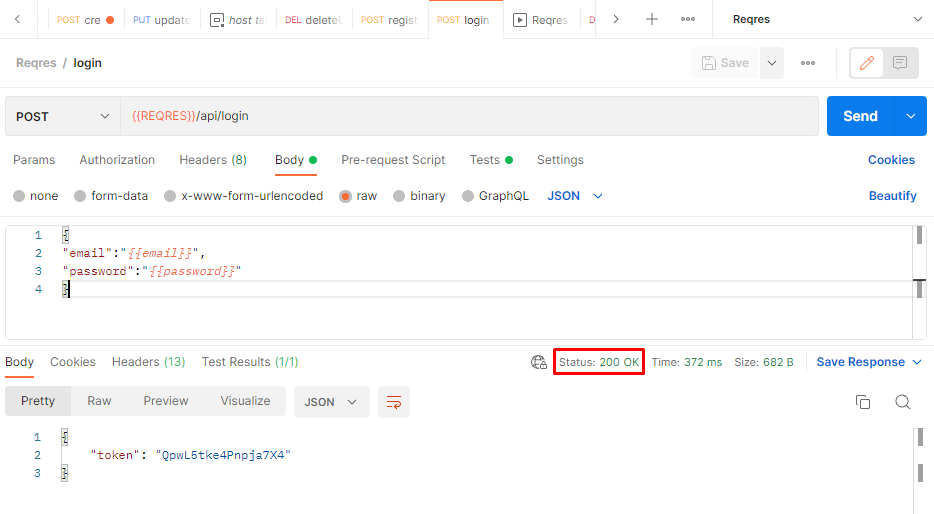 POST cre PUT update host ts DEL delete POST regist POST login Reqres D Reqres
Reqres / login Save
POST {{REQRES}}/api/login Send
Params Authorization Headers (8) Body Pre-request Script Tests Settings Cookies
none form-data x-www-form-urlencoded raw binary GraphQL JSON Beautify
1 {
2 "email":"{{email}}",
3 "password":"{{password}}"
4 }
Body Cookies Headers (13) Test Results (1/1) Status: 200 OK Time: 372 ms Size: 682 B Save Response
Pretty Raw Preview Visualize JSON
1 {
2 "token": "QpwL5tke4Pnpja7X4"
3 }